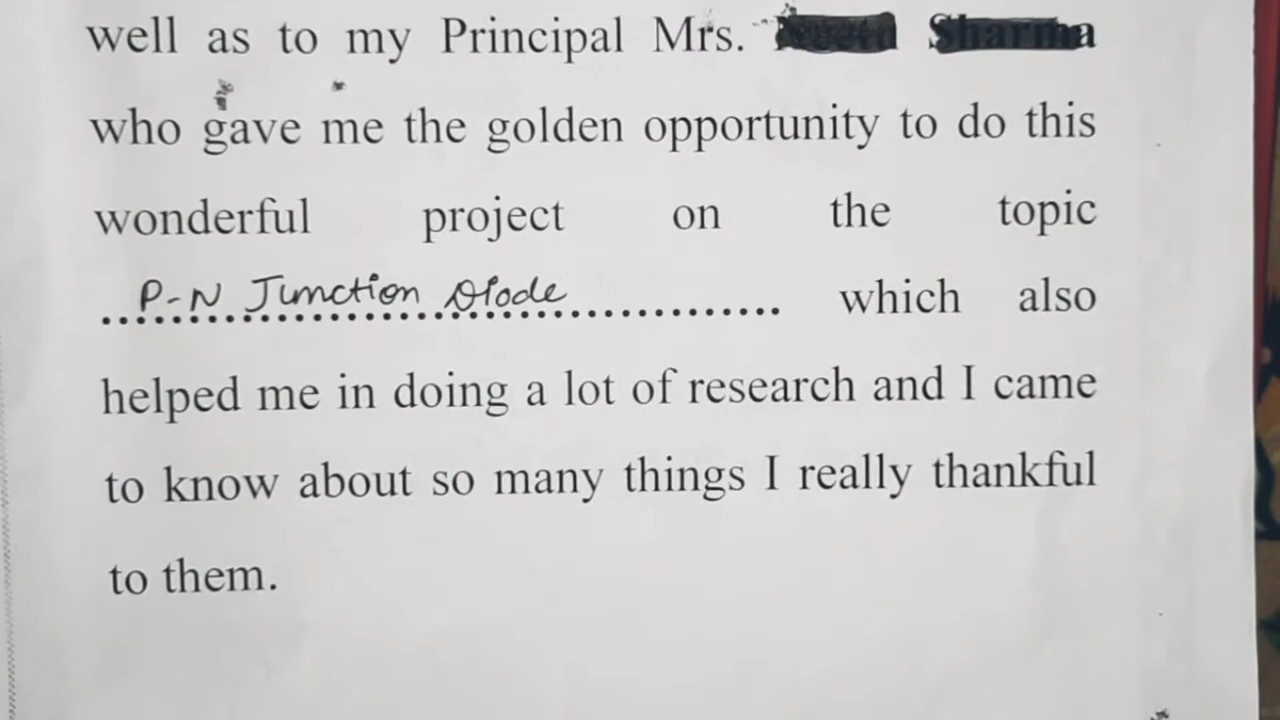 well as to my Principal Mrs.
who gave me the golden opportunity to do this
wonderful project on the topic
P-N Junction Diode .................................... which also
helped me in doing a lot of research and I came
to know about so many things I really thankful
to them.